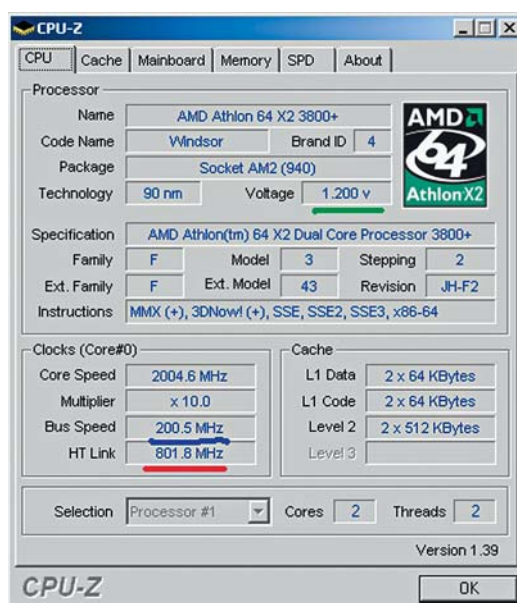 CPU-Z
CPU Cache Mainboard Memory SPD About
Processor
Name AMD Athlon 64 X2 3800+
Code Name Windsor Brand ID 4
Package Socket AM2 (940)
Technology 90 nm Voltage 1.200 v
AMD
64
Athlon X2
Specification AMD Athlon(tm) 64 X2 Dual Core Processor 3800+
Family F Model 3 Stepping 2
Ext. Family F Ext. Model 43 Revision JH-F2
Instructions MMX (+), 3DNow! (+), SSE, SSE2, SSE3, x86-64
Clocks (Core#0)
Core Speed 2004.6 MHz
Multiplier x 10.0
Bus Speed 200.5 MHz
HT Link 801.8 MHz
Cache
L1 Data 2 x 64 KBytes
L1 Code 2 x 64 KBytes
Level 2 2 x 512 KBytes
Level 3
Selection Processor #1 Cores 2 Threads 2
Version 1.39
CPU-Z OK